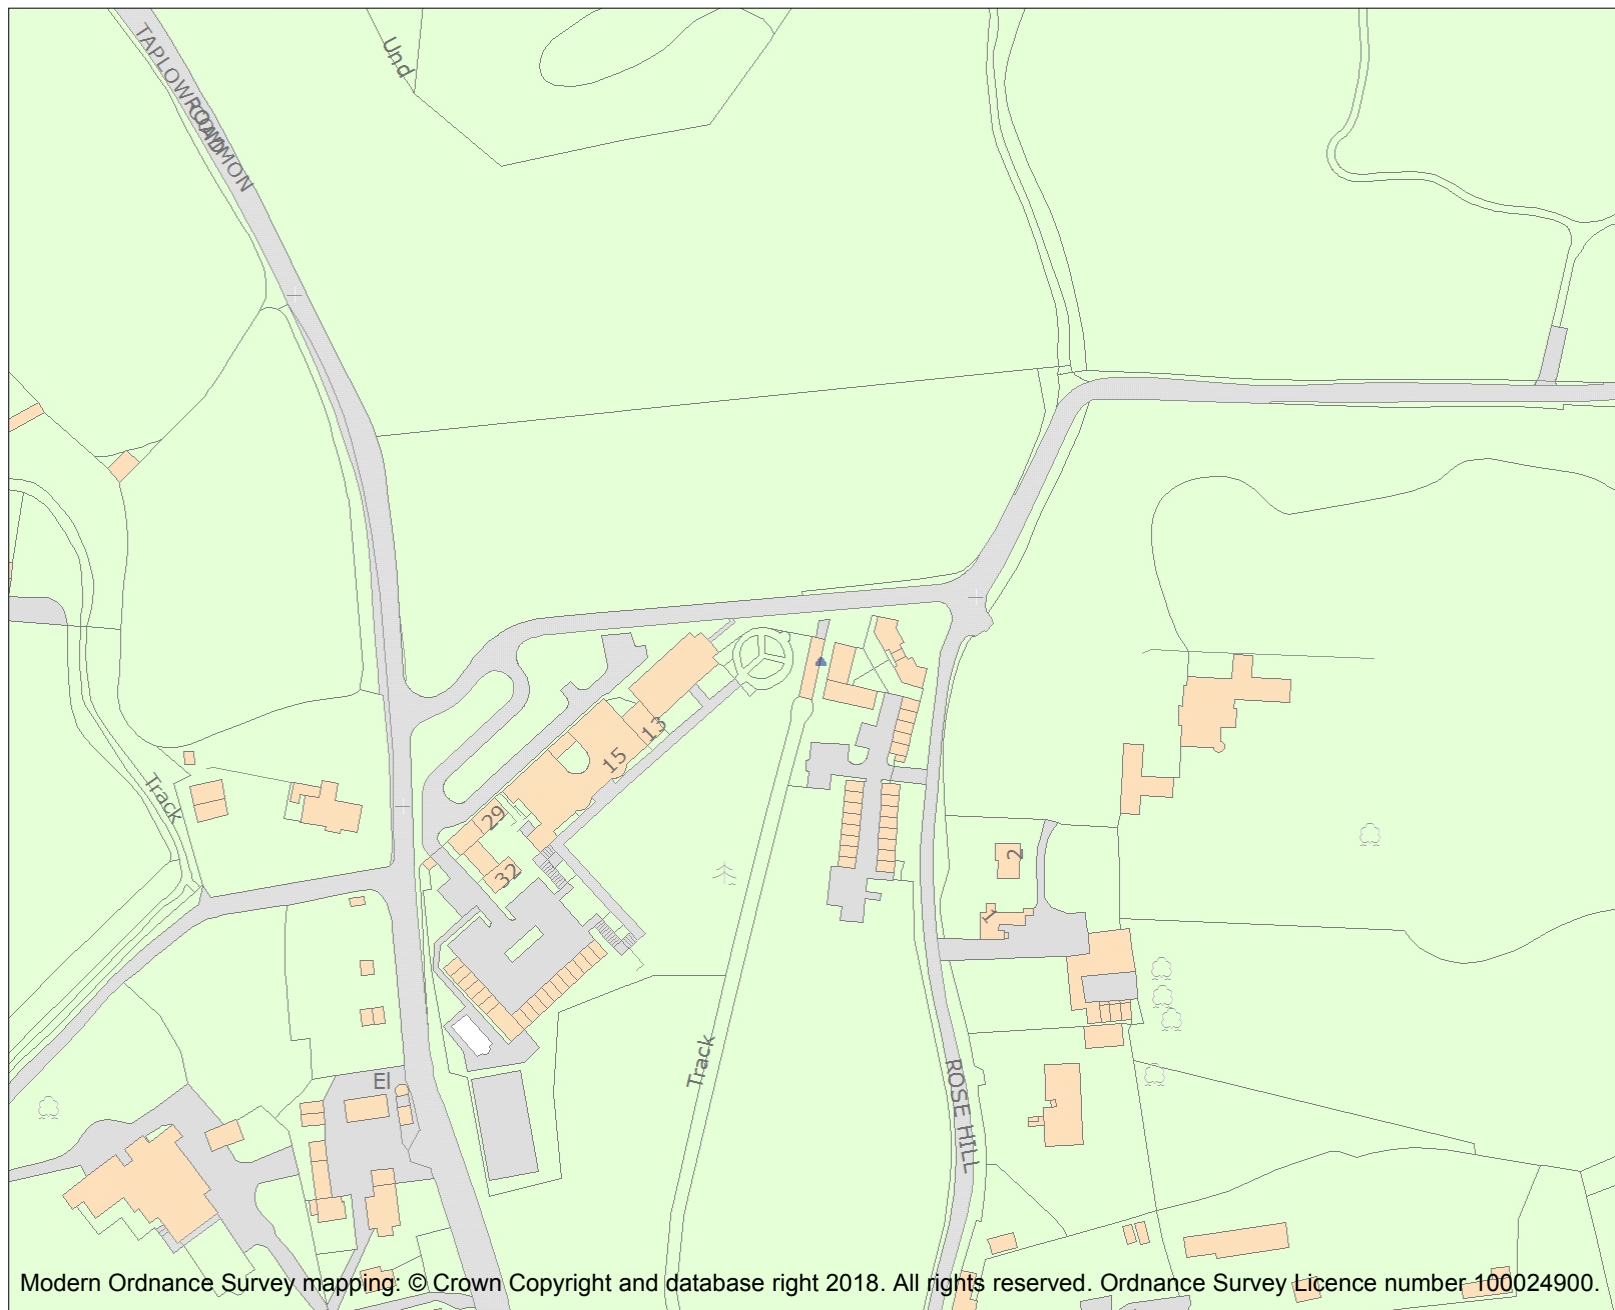 TAPLOW COMMON
ROAD
Und
13
15
29
32
2
1
Track
Track
El
ROSE HILL
Modern Ordnance Survey mapping: © Crown Copyright and database right 2018. All rights reserved. Ordnance Survey Licence number 100024900.